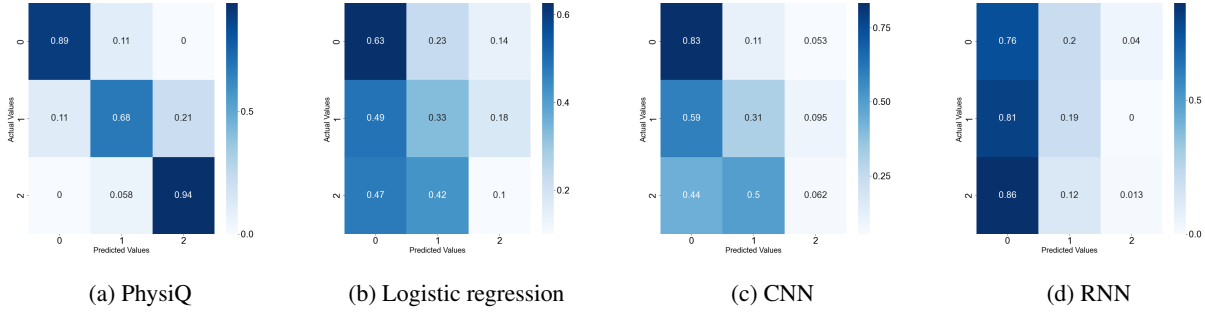 0 0.89 0.11 0
Actual Values 1 0.11 0.68 0.21 0.5
2 0 0.058 0.94 0.0
0 1 2
Predicted Values
(a) PhysiQ
0.6
0 0.63 0.23 0.14
Actual Values 1 0.49 0.33 0.18 0.4
2 0.47 0.42 0.1 0.2
0 1 2
Predicted Values
(b) Logistic regression
0.75
0 0.83 0.11 0.053
0.50
Actual Values 1 0.59 0.31 0.095
0.25
2 0.44 0.5 0.062
0 1 2
Predicted Values
(c) CNN
0 0.76 0.2 0.04
Actual Values 1 0.81 0.19 0 0.5
2 0.86 0.12 0.013 0.0
0 1 2
Predicted Values
(d) RNN